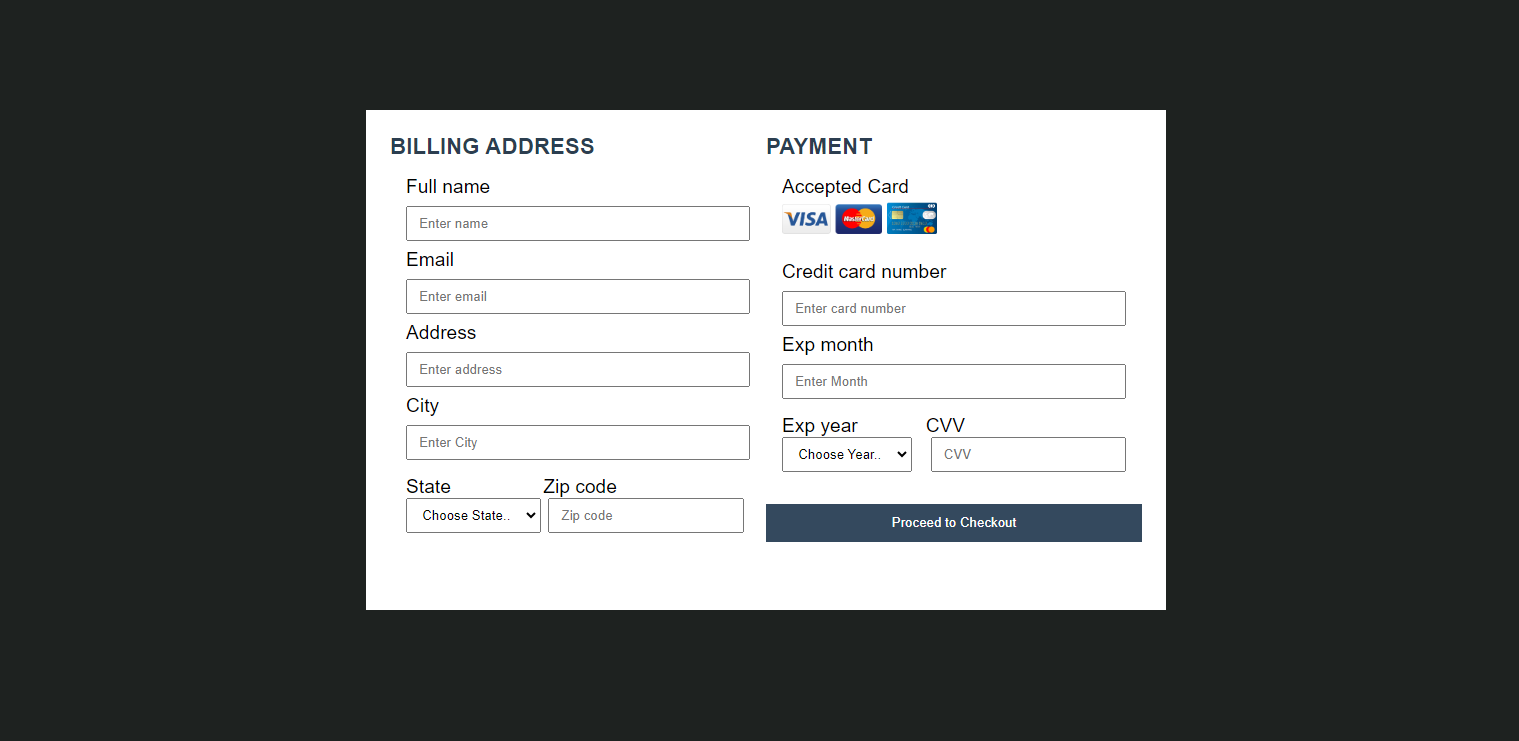 BILLING ADDRESS
Full name
Enter name
Email
Enter email
Address
Enter address
City
Enter City
State Zip code
Choose State.. Zip code
PAYMENT
Accepted Card
VISA MasterCard
Credit card number
Enter card number
Exp month
Enter Month
Exp year CVV
Choose Year.. CVV
Proceed to Checkout